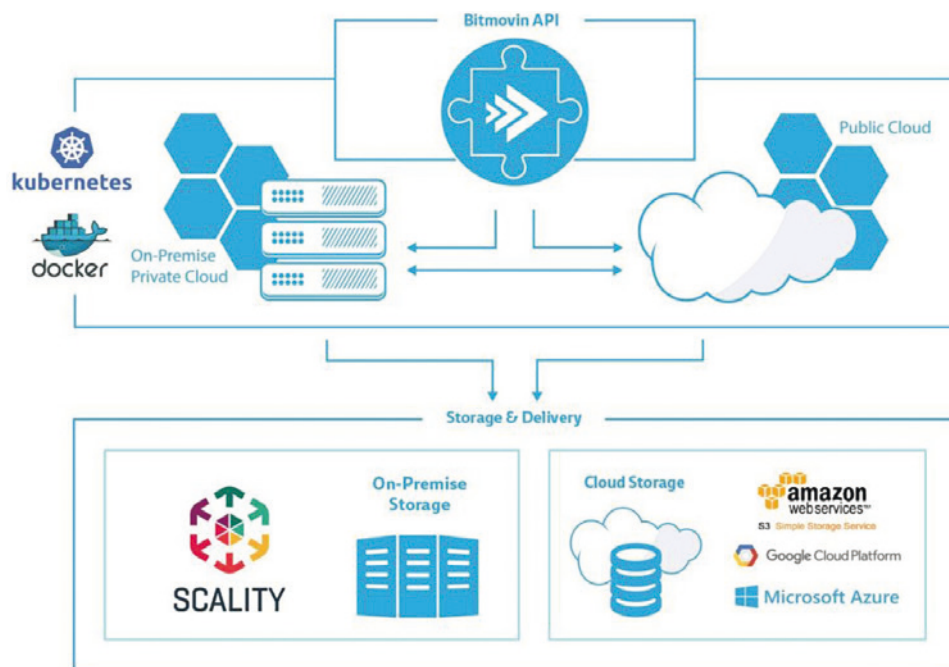 Bitmovin API
kubernetes
docker
On-Premise
Private Cloud
Public Cloud
Storage & Delivery
SCALITY
On-Premise
Storage
Cloud Storage
amazon
webservices™
S3 Simple Storage Service
Google Cloud Platform
Microsoft Azure